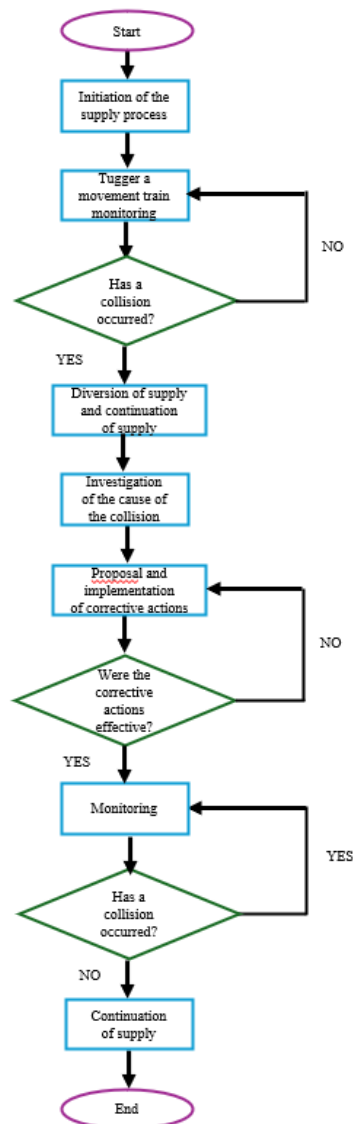 Start
Initiation of the
supply process
Tugger a
movement train
monitoring
NO
Has a
collision
occurred?
YES
Diversion of supply
and continuation
of supply
Investigation
of the cause of
the collision
Proposal and
implementation
of corrective actions
NO
Were the
corrective
actions
effective?
YES
Monitoring
YES
Has a
collision
occurred?
NO
Continuation
of supply
End